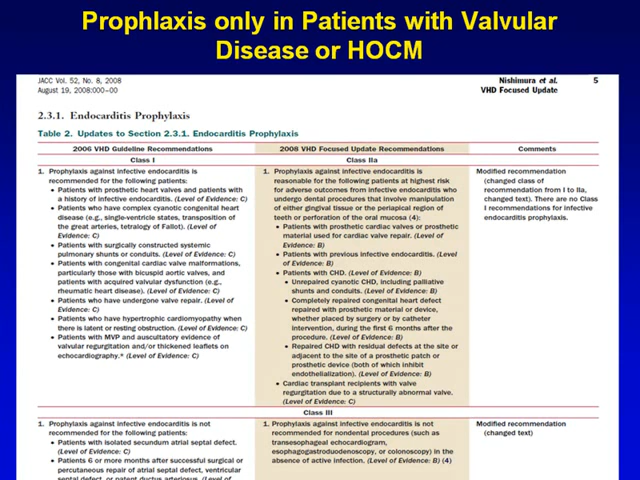 Prophlaxis only in Patients with Valvular
Disease or HOCM
JACC Vol. 52, No. 8, 2008
August 19, 2008:000–00
Nishimura et al.
VHD Focused Update
5
2.3.1. Endocarditis Prophylaxis
Table 2. Updates to Section 2.3.1. Endocarditis Prophylaxis
2006 VHD Guideline Recommendations
2008 VHD Focused Update Recommendations
Comments
Class I
Class IIa
1. Prophylaxis against infective endocarditis is
recommended for the following patients:
• Patients with prosthetic heart valves and patients with
a history of infective endocarditis. (Level of Evidence: C)
• Patients who have complex cyanotic congenital heart
disease (e.g., single-ventricle states, transposition of
the great arteries, tetralogy of Fallot). (Level of
Evidence: C)
• Patients with surgically constructed systemic
pulmonary shunts or conduits. (Level of Evidence: C)
• Patients with congenital cardiac valve malformations,
particularly those with bicuspid aortic valves, and
patients with acquired valvular dysfunction (e.g.,
rheumatic heart disease). (Level of Evidence: C)
• Patients who have undergone valve repair. (Level of
Evidence: C)
• Patients who have hypertrophic cardiomyopathy when
there is latent or resting obstruction. (Level of Evidence: C)
• Patients with MVP and auscultatory evidence of
valvular regurgitation and/or thickened leaflets on
echocardiography.* (Level of Evidence: C)
1. Prophylaxis against infective endocarditis is
reasonable for the following patients at highest risk
for adverse outcomes from infective endocarditis who
undergo dental procedures that involve manipulation
of either gingival tissue or the periapical region of
teeth or perforation of the oral mucosa (4):
• Patients with prosthetic cardiac valves or prosthetic
material used for cardiac valve repair. (Level of
Evidence: B)
• Patients with previous infective endocarditis. (Level of
Evidence: B)
• Patients with CHD. (Level of Evidence: B)
• Unrepaired cyanotic CHD, including palliative
shunts and conduits. (Level of Evidence: B)
• Completely repaired congenital heart defect
repaired with prosthetic material or device,
whether placed by surgery or by catheter
intervention, during the first 6 months after the
procedure. (Level of Evidence: B)
• Repaired CHD with residual defects at the site or
adjacent to the site of a prosthetic patch or
prosthetic device (both of which inhibit
endothelialization). (Level of Evidence: B)
• Cardiac transplant recipients with valve
regurgitation due to a structurally abnormal valve.
(Level of Evidence: C)
Modified recommendation
(changed class of
recommendation from I to IIa,
changed text). There are no Class
I recommendations for infective
endocarditis prophylaxis.
Class III
1. Prophylaxis against infective endocarditis is not
recommended for the following patients:
• Patients with isolated secundum atrial septal defect.
(Level of Evidence: C)
• Patients 6 or more months after successful surgical or
percutaneous repair of atrial septal defect, ventricular
septal defect, or patent ductus arteriosus. (Level of
1. Prophylaxis against infective endocarditis is not
recommended for nondental procedures (such as
transesophageal echocardiogram,
esophagogastroduodenoscopy, or colonoscopy) in the
absence of active infection. (Level of Evidence: B) (4)
Modified recommendation
(changed text)